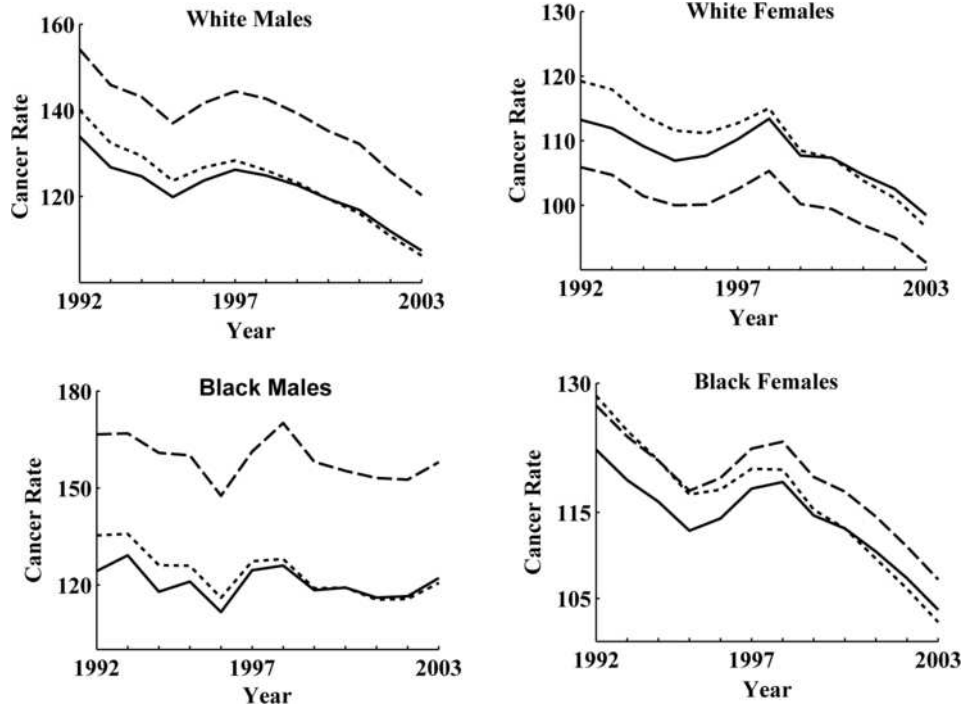 White Males
160
140
120
Cancer Rate
1992 1997 2003
Year
White Females
130
120
110
100
Cancer Rate
1992 1997 2003
Year
Black Males
180
150
120
Cancer Rate
1992 1997 2003
Year
Black Females
130
115
105
Cancer Rate
1992 1997 2003
Year